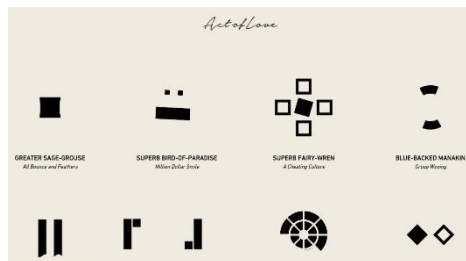 Act of Love
GREATER SAGE-GROUSE
All Bounce and Feathers
SUPERB BIRD-OF-PARADISE
Million Dollar Smile
SUPERB FAIRY-WREN
A Cheating Culture
BLUE-BACKED MANAKIN
Group Wooing